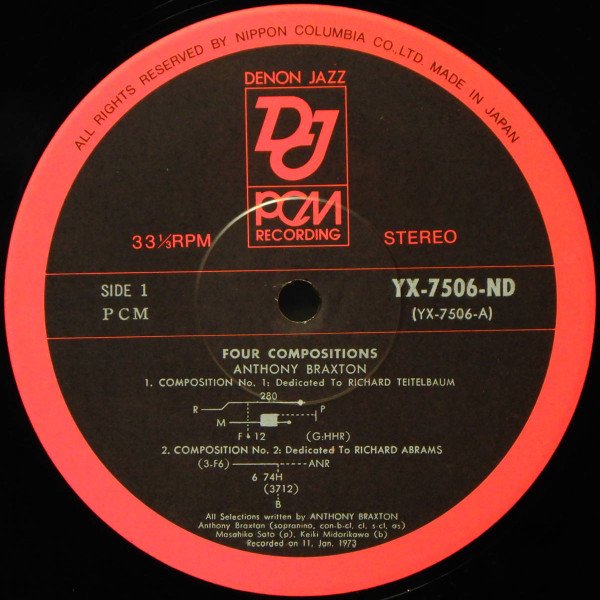 ALL RIGHTS RESERVED BY NIPPON COLUMBIA CO., LTD. MADE IN JAPAN
DENON JAZZ
DJ
PCM
RECORDING
33⅓RPM STEREO
SIDE 1 YX-7506-ND
PCM (YX-7506-A)
FOUR COMPOSITIONS
ANTHONY BRAXTON
1. COMPOSITION No. 1: Dedicated To RICHARD TEITELBAUM
280
R P
M
F 12 (G:HHR)
2. COMPOSITION No. 2: Dedicated To RICHARD ABRAMS
(3-F6) ANR
6 74H
(3712)
B
All Selections written by ANTHONY BRAXTON
Anthony Braxton (sopranino, con-b-cl, cl, s-cl, as)
Masahiko Sato (p), Keiki Midorikawa (b)
Recorded on 11, Jan. 1973